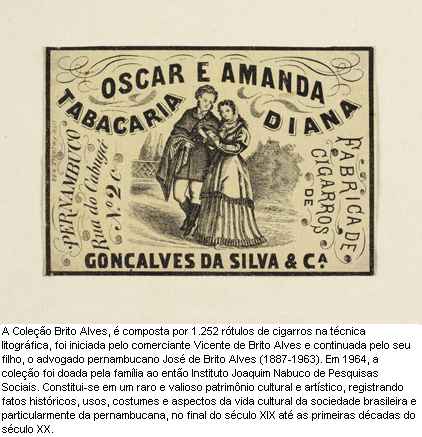 OSCAR E AMANDA
TABACARIA DIANA
PERNAMBUCO
Rua do Cabugá
Nº 2 C
FABRICA DE
CIGARROS
DE
GONÇALVES DA SILVA & Cª
A Coleção Brito Alves, é composta por 1.252 rótulos de cigarros na técnica
litográfica, foi iniciada pelo comerciante Vicente de Brito Alves e continuada pelo seu
filho, o advogado pernambucano José de Brito Alves (1887-1963). Em 1964, a
coleção foi doada pela família ao então Instituto Joaquim Nabuco de Pesquisas
Sociais. Constitui-se em um raro e valioso patrimônio cultural e artístico, registrando
fatos históricos, usos, costumes e aspectos da vida cultural da sociedade brasileira e
particularmente da pernambucana, no final do século XIX até as primeiras décadas do
século XX.